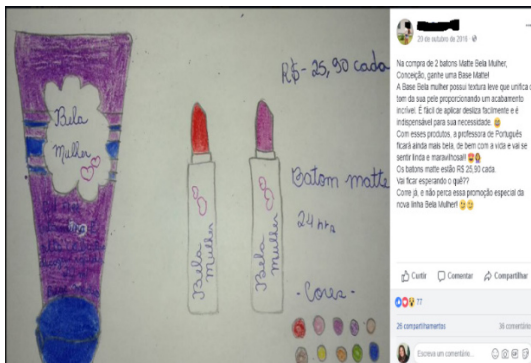 Bela
Mulher
R$ - 25,90 cada
Batom matte
24 hrs
Bela Mulher
Bela Mulher
- Cores -
20 de outubro de 2016
Na compra de 2 batons Matte Bela Mulher,
Conceição, ganhe uma Base Matte!
A Base Bela mulher possui textura leve que unifica o
tom da sua pele proporcionando um acabamento
incrível. É fácil de aplicar desliza facilmente e é
indispensável para sua necessidade.
Com esses produtos, a professora de Português
ficará ainda mais bela, de bem com a vida e vai se
sentir linda e maravilhosa!!
Os batons matte estão R$ 25,90 cada.
Vai ficar esperando o quê??
Corre já, e não perca essa promoção especial da
nova linha Bela Mulher!!
Curtir Comentar Compartilhar
77
26 compartilhamentos 36 comentários
Escreva um comentário...